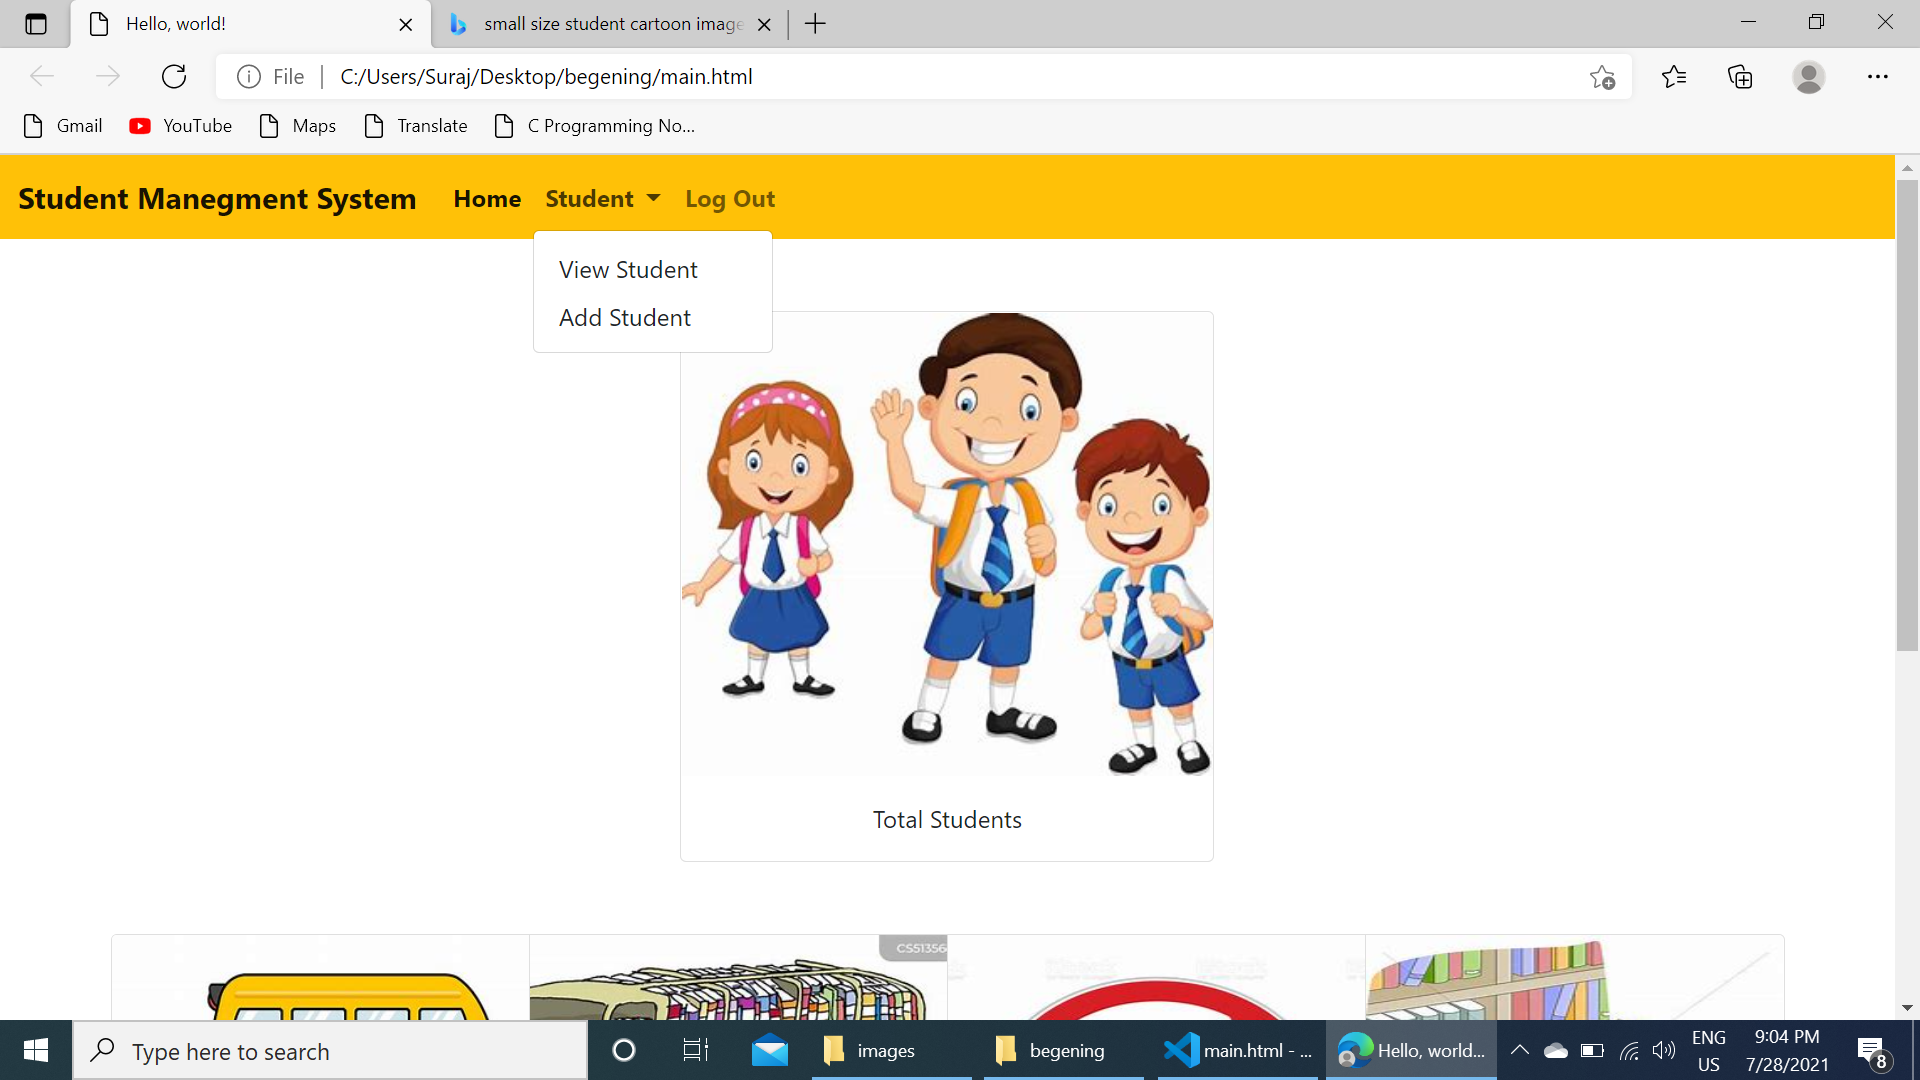 Hello, world!
small size student cartoon image
File
C:/Users/Suraj/Desktop/begening/main.html
Gmail
YouTube
Maps
Translate
C Programming No...
Student Manegment System
Home
Student
Log Out
View Student
Add Student
Total Students
CS51356
Type here to search
images
begening
main.html - ...
Hello, world...
ENG
US
9:04 PM
7/28/2021
8